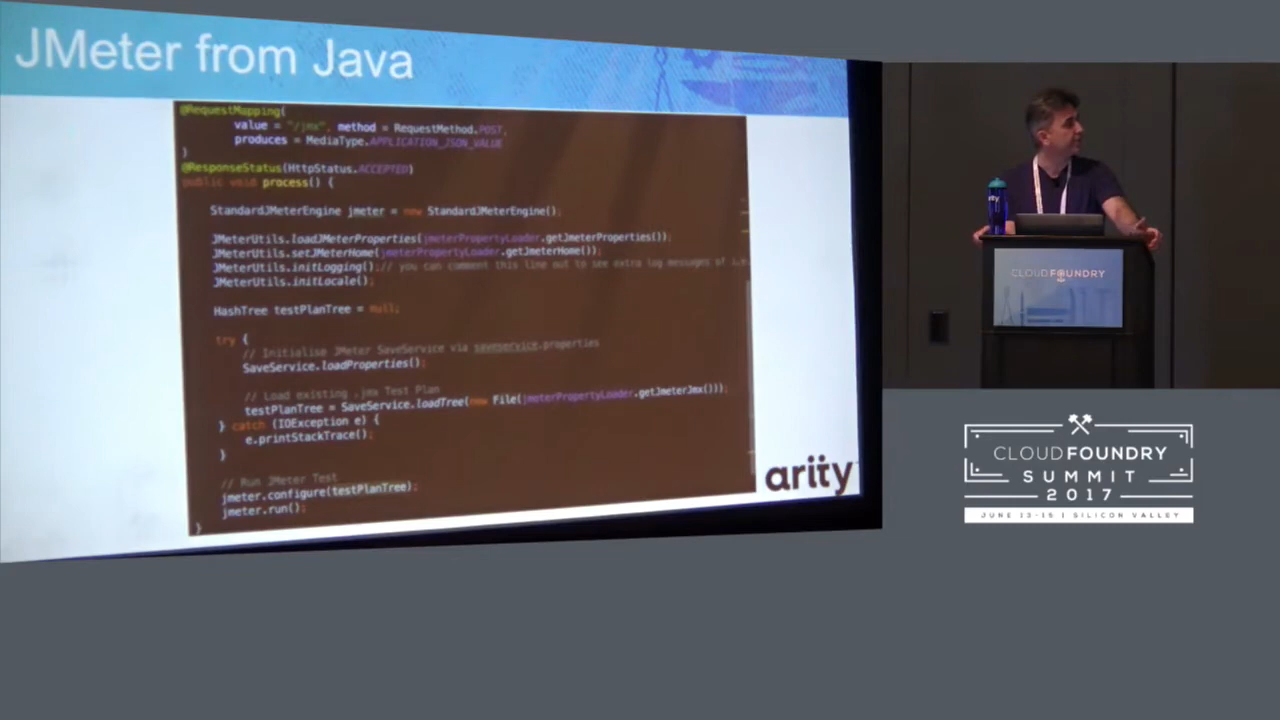 JMeter from Java
@RequestMapping(
value = "/jmx", method = RequestMethod.POST,
produces = MediaType.APPLICATION_JSON_VALUE
)
@ResponseStatus(HttpStatus.ACCEPTED)
public void process() {
StandardJMeterEngine jmeter = new StandardJMeterEngine();
JMeterUtils.loadJMeterProperties(jmeterPropertyLoader.getJmeterProperties());
JMeterUtils.setJMeterHome(jmeterPropertyLoader.getJmeterHome());
JMeterUtils.initLogging();// you can comment this line out to see extra log messages of
JMeterUtils.initLocale();
HashTree testPlanTree = null;
try {
// Initialise JMeter SaveService via saveservice.properties
SaveService.loadProperties();
// Load existing .jmx Test Plan
testPlanTree = SaveService.loadTree(new File(jmeterPropertyLoader.getJmeterJmx()));
} catch (IOException e) {
e.printStackTrace();
}
// Run JMeter Test
jmeter.configure(testPlanTree);
jmeter.run();
}
arity
CLOUDFOUNDRY
CLOUDFOUNDRY
SUMMIT
2017
JUNE 13-15 | SILICON VALLEY